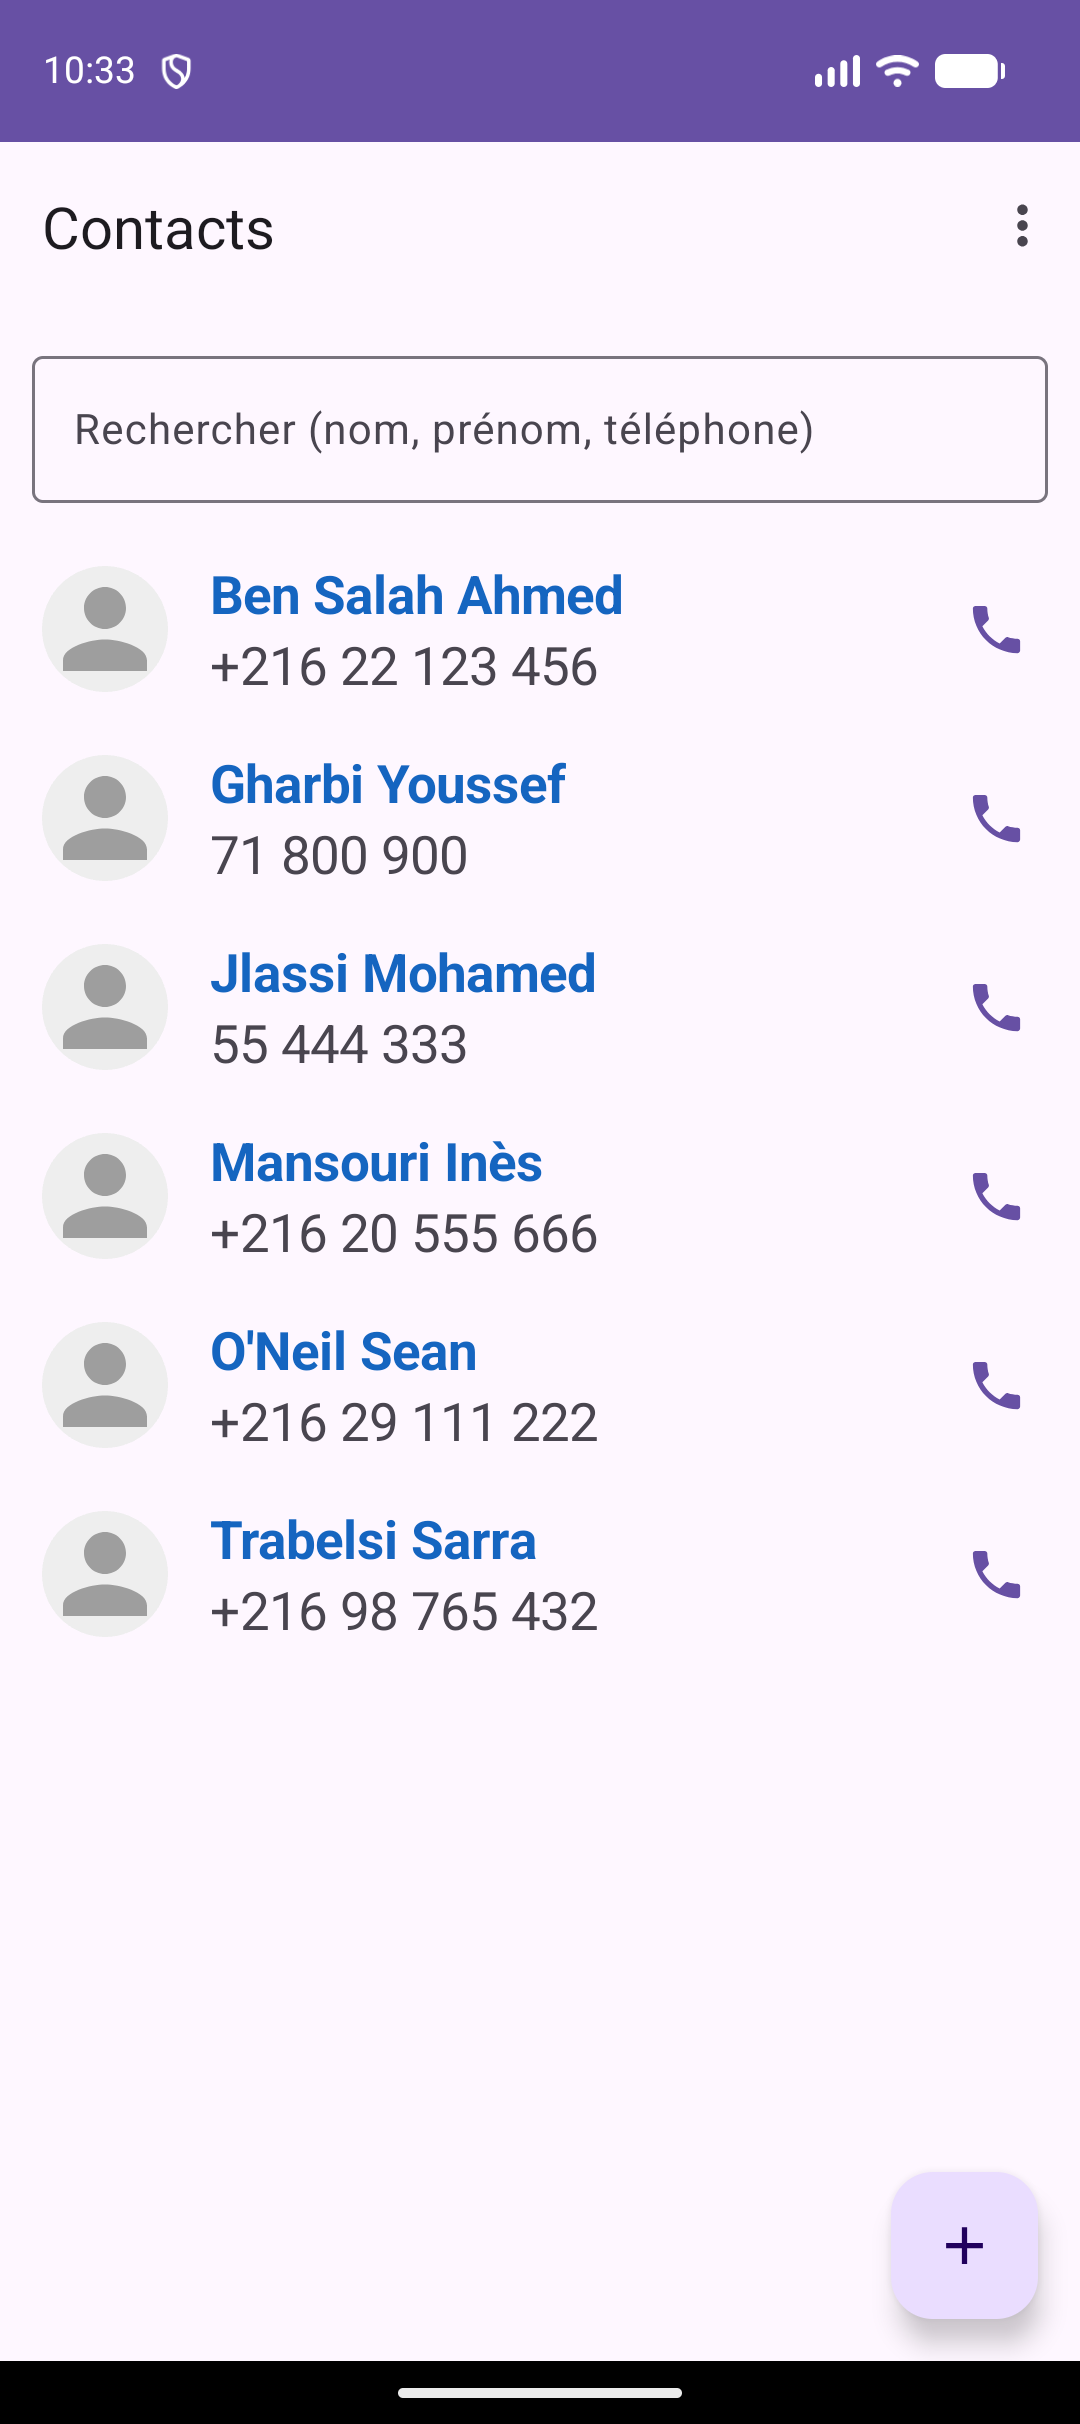 10:33
Contacts
Rechercher (nom, prénom, téléphone)
Ben Salah Ahmed
+216 22 123 456
Gharbi Youssef
71 800 900
Jlassi Mohamed
55 444 333
Mansouri Inès
+216 20 555 666
O'Neil Sean
+216 29 111 222
Trabelsi Sarra
+216 98 765 432